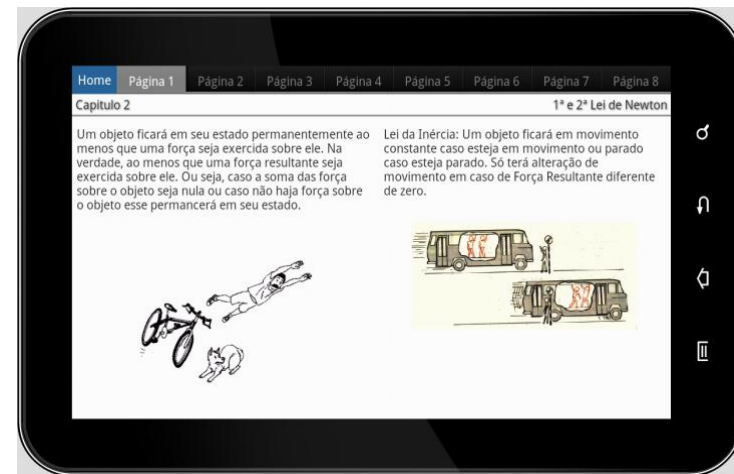 Home Página 1 Página 2 Página 3 Página 4 Página 5 Página 6 Página 7 Página 8
Capitulo 2 1ª e 2ª Lei de Newton
Um objeto ficará em seu estado permanentemente ao
menos que uma força seja exercida sobre ele. Na
verdade, ao menos que uma força resultante seja
exercida sobre ele. Ou seja, caso a soma das força
sobre o objeto seja nula ou caso não haja força sobre
o objeto esse permancerá em seu estado.
Lei da Inércia: Um objeto ficará em movimento
constante caso esteja em movimento ou parado
caso esteja parado. Só terá alteração de
movimento em caso de Força Resultante diferente
de zero.